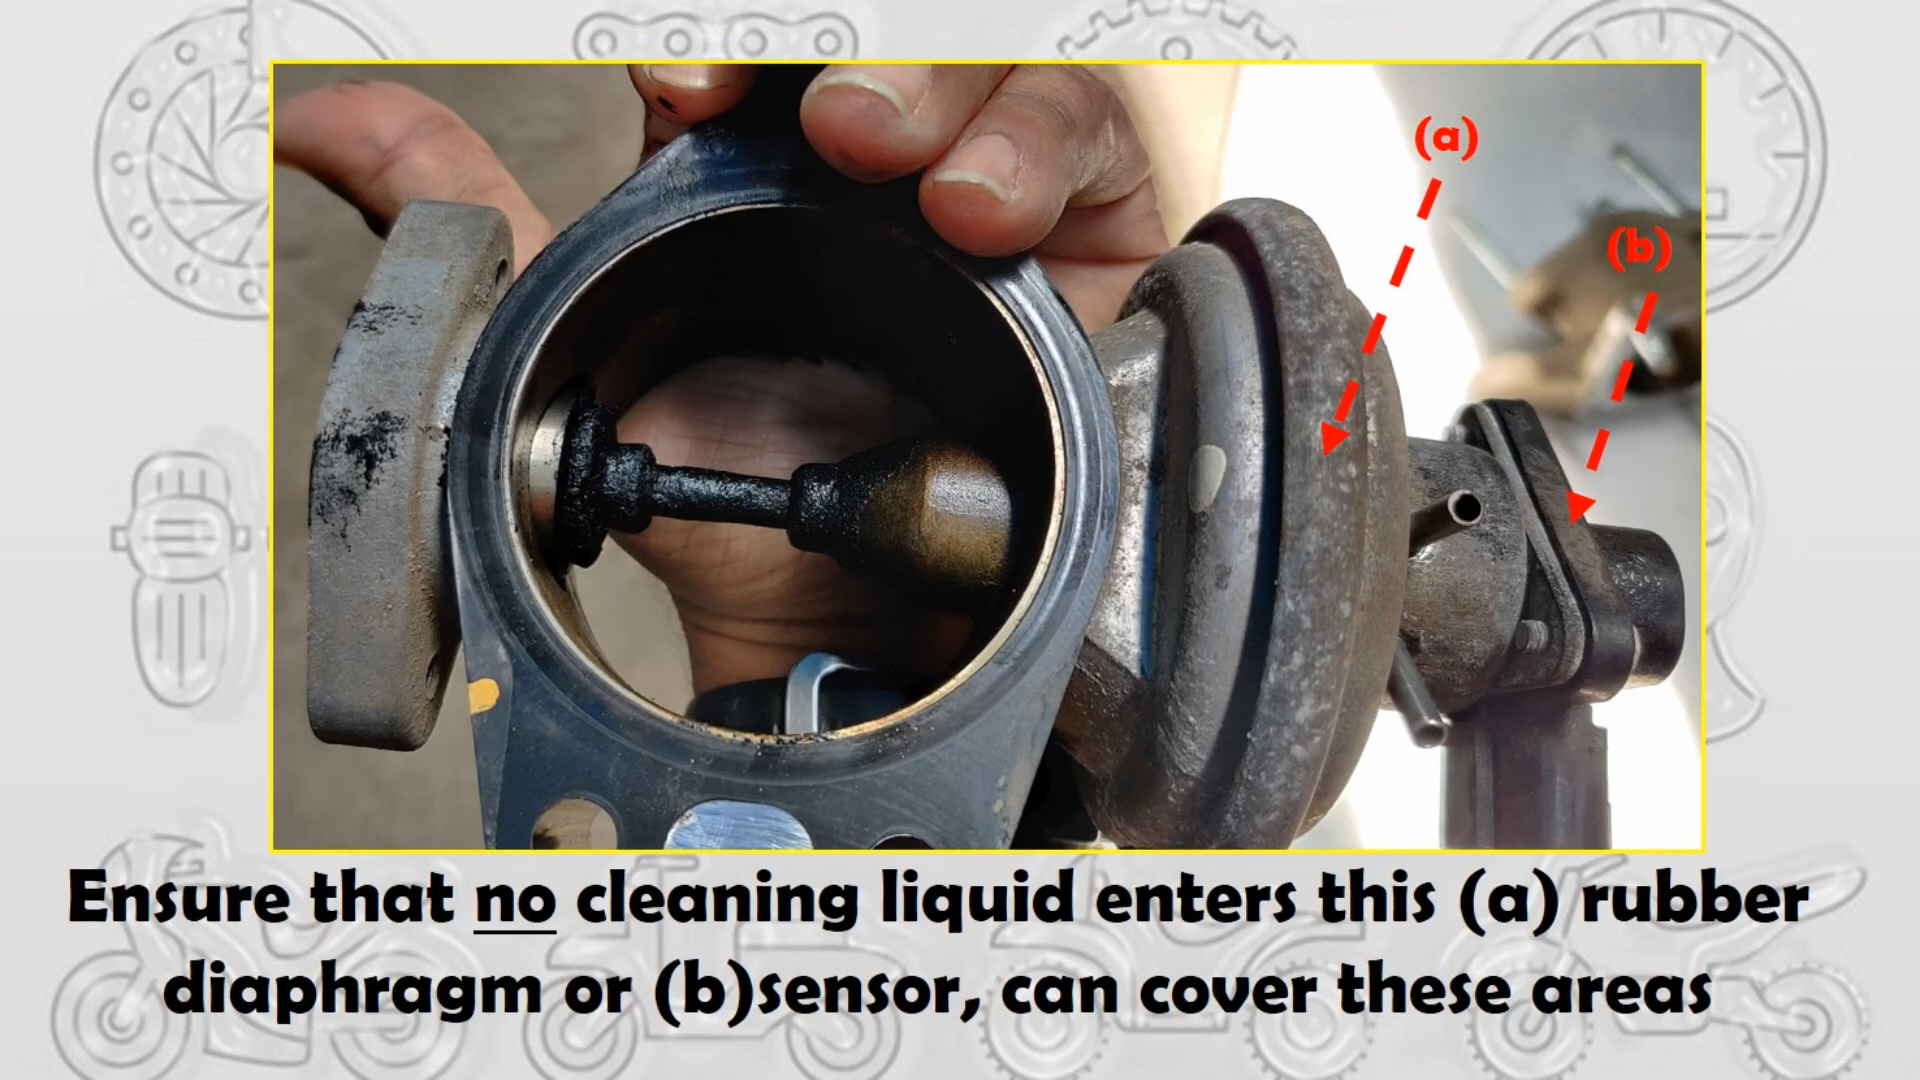 (a)
(b)
Ensure that no cleaning liquid enters this (a) rubber
diaphragm or (b)sensor, can cover these areas